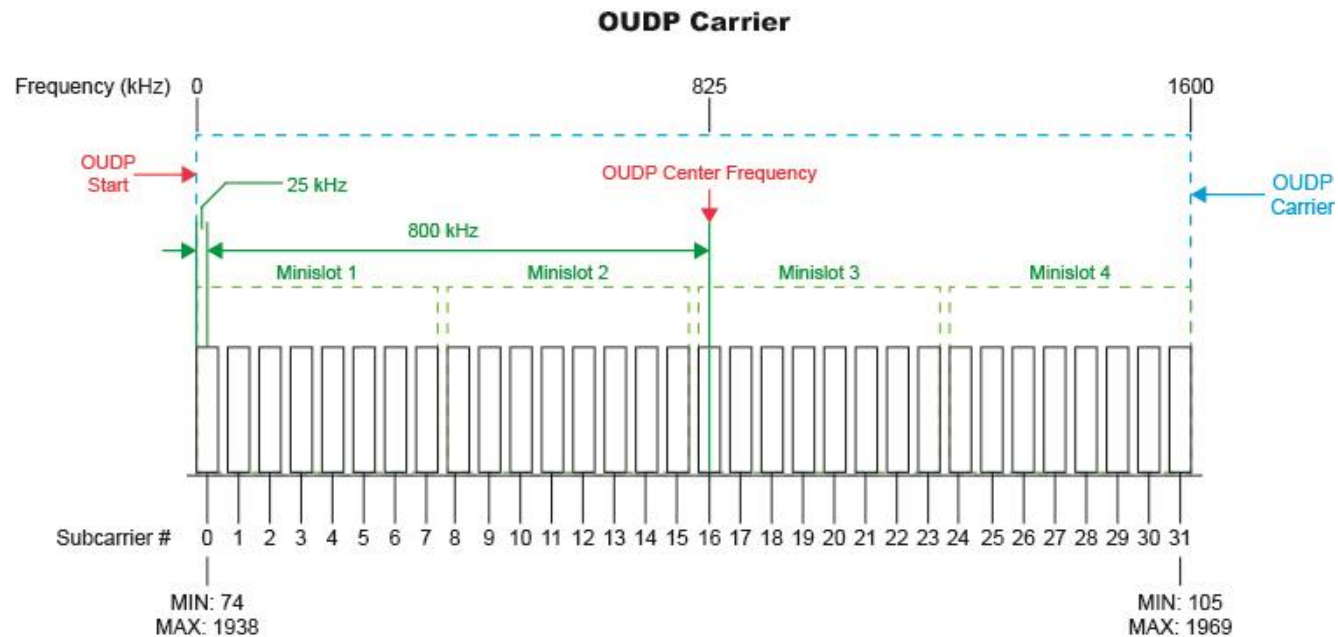 OUDP Carrier
Frequency (kHz) 0 825 1600
OUDP
Start
25 kHz
OUDP Center Frequency
OUDP
Carrier
800 kHz
Minislot 1 Minislot 2 Minislot 3 Minislot 4
Subcarrier # 0 1 2 3 4 5 6 7 8 9 10 11 12 13 14 15 16 17 18 19 20 21 22 23 24 25 26 27 28 29 30 31
MIN: 74 MIN: 105
MAX: 1938 MAX: 1969